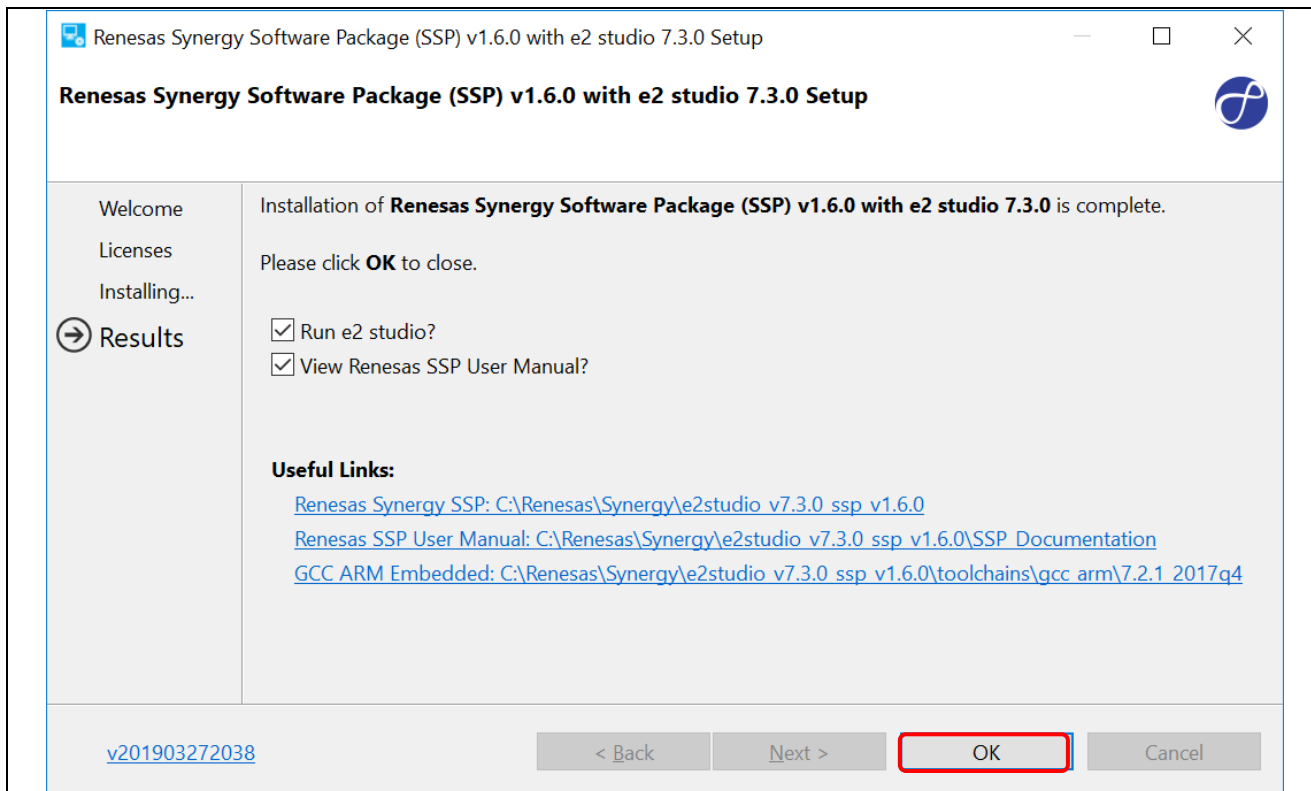 Renesas Synergy Software Package (SSP) v1.6.0 with e2 studio 7.3.0 Setup
Renesas Synergy Software Package (SSP) v1.6.0 with e2 studio 7.3.0 Setup
Welcome
Licenses
Installing...
Results
Installation of Renesas Synergy Software Package (SSP) v1.6.0 with e2 studio 7.3.0 is complete.
Please click OK to close.
Run e2 studio?
View Renesas SSP User Manual?
Useful Links:
Renesas Synergy SSP: C:\Renesas\Synergy\e2studio_v7.3.0_ssp_v1.6.0
Renesas SSP User Manual: C:\Renesas\Synergy\e2studio_v7.3.0_ssp_v1.6.0\SSP_Documentation
GCC ARM Embedded: C:\Renesas\Synergy\e2studio_v7.3.0_ssp_v1.6.0\toolchains\gcc_arm\7.2.1_2017q4
v201903272038
< Back
Next >
OK
Cancel